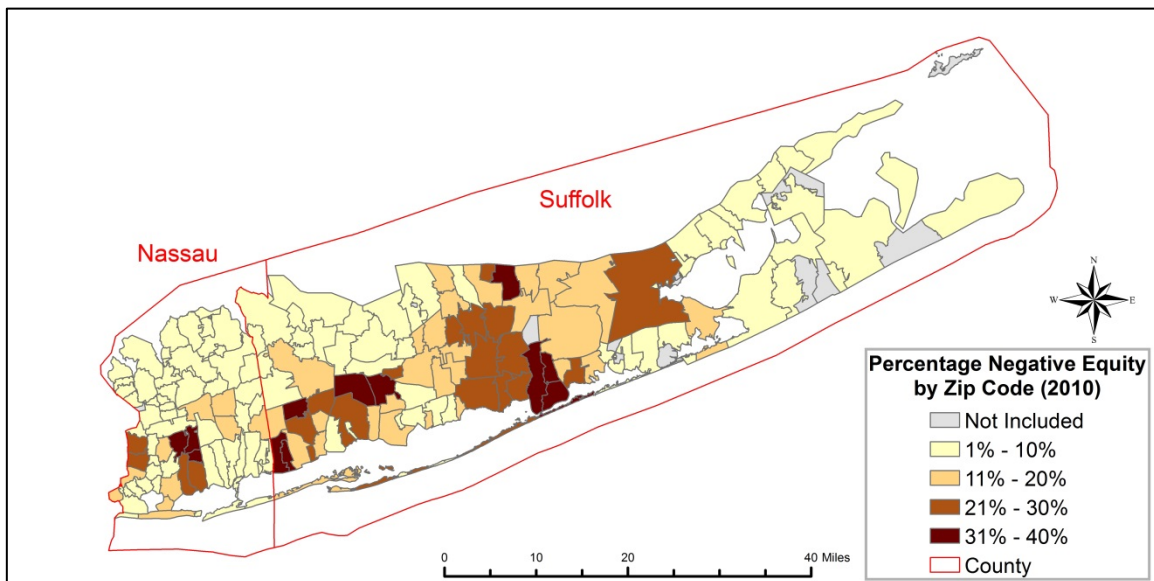 Suffolk
Nassau
N
W E
S
Percentage Negative Equity
by Zip Code (2010)
Not Included
1% - 10%
11% - 20%
21% - 30%
31% - 40%
County
0 10 20 40 Miles